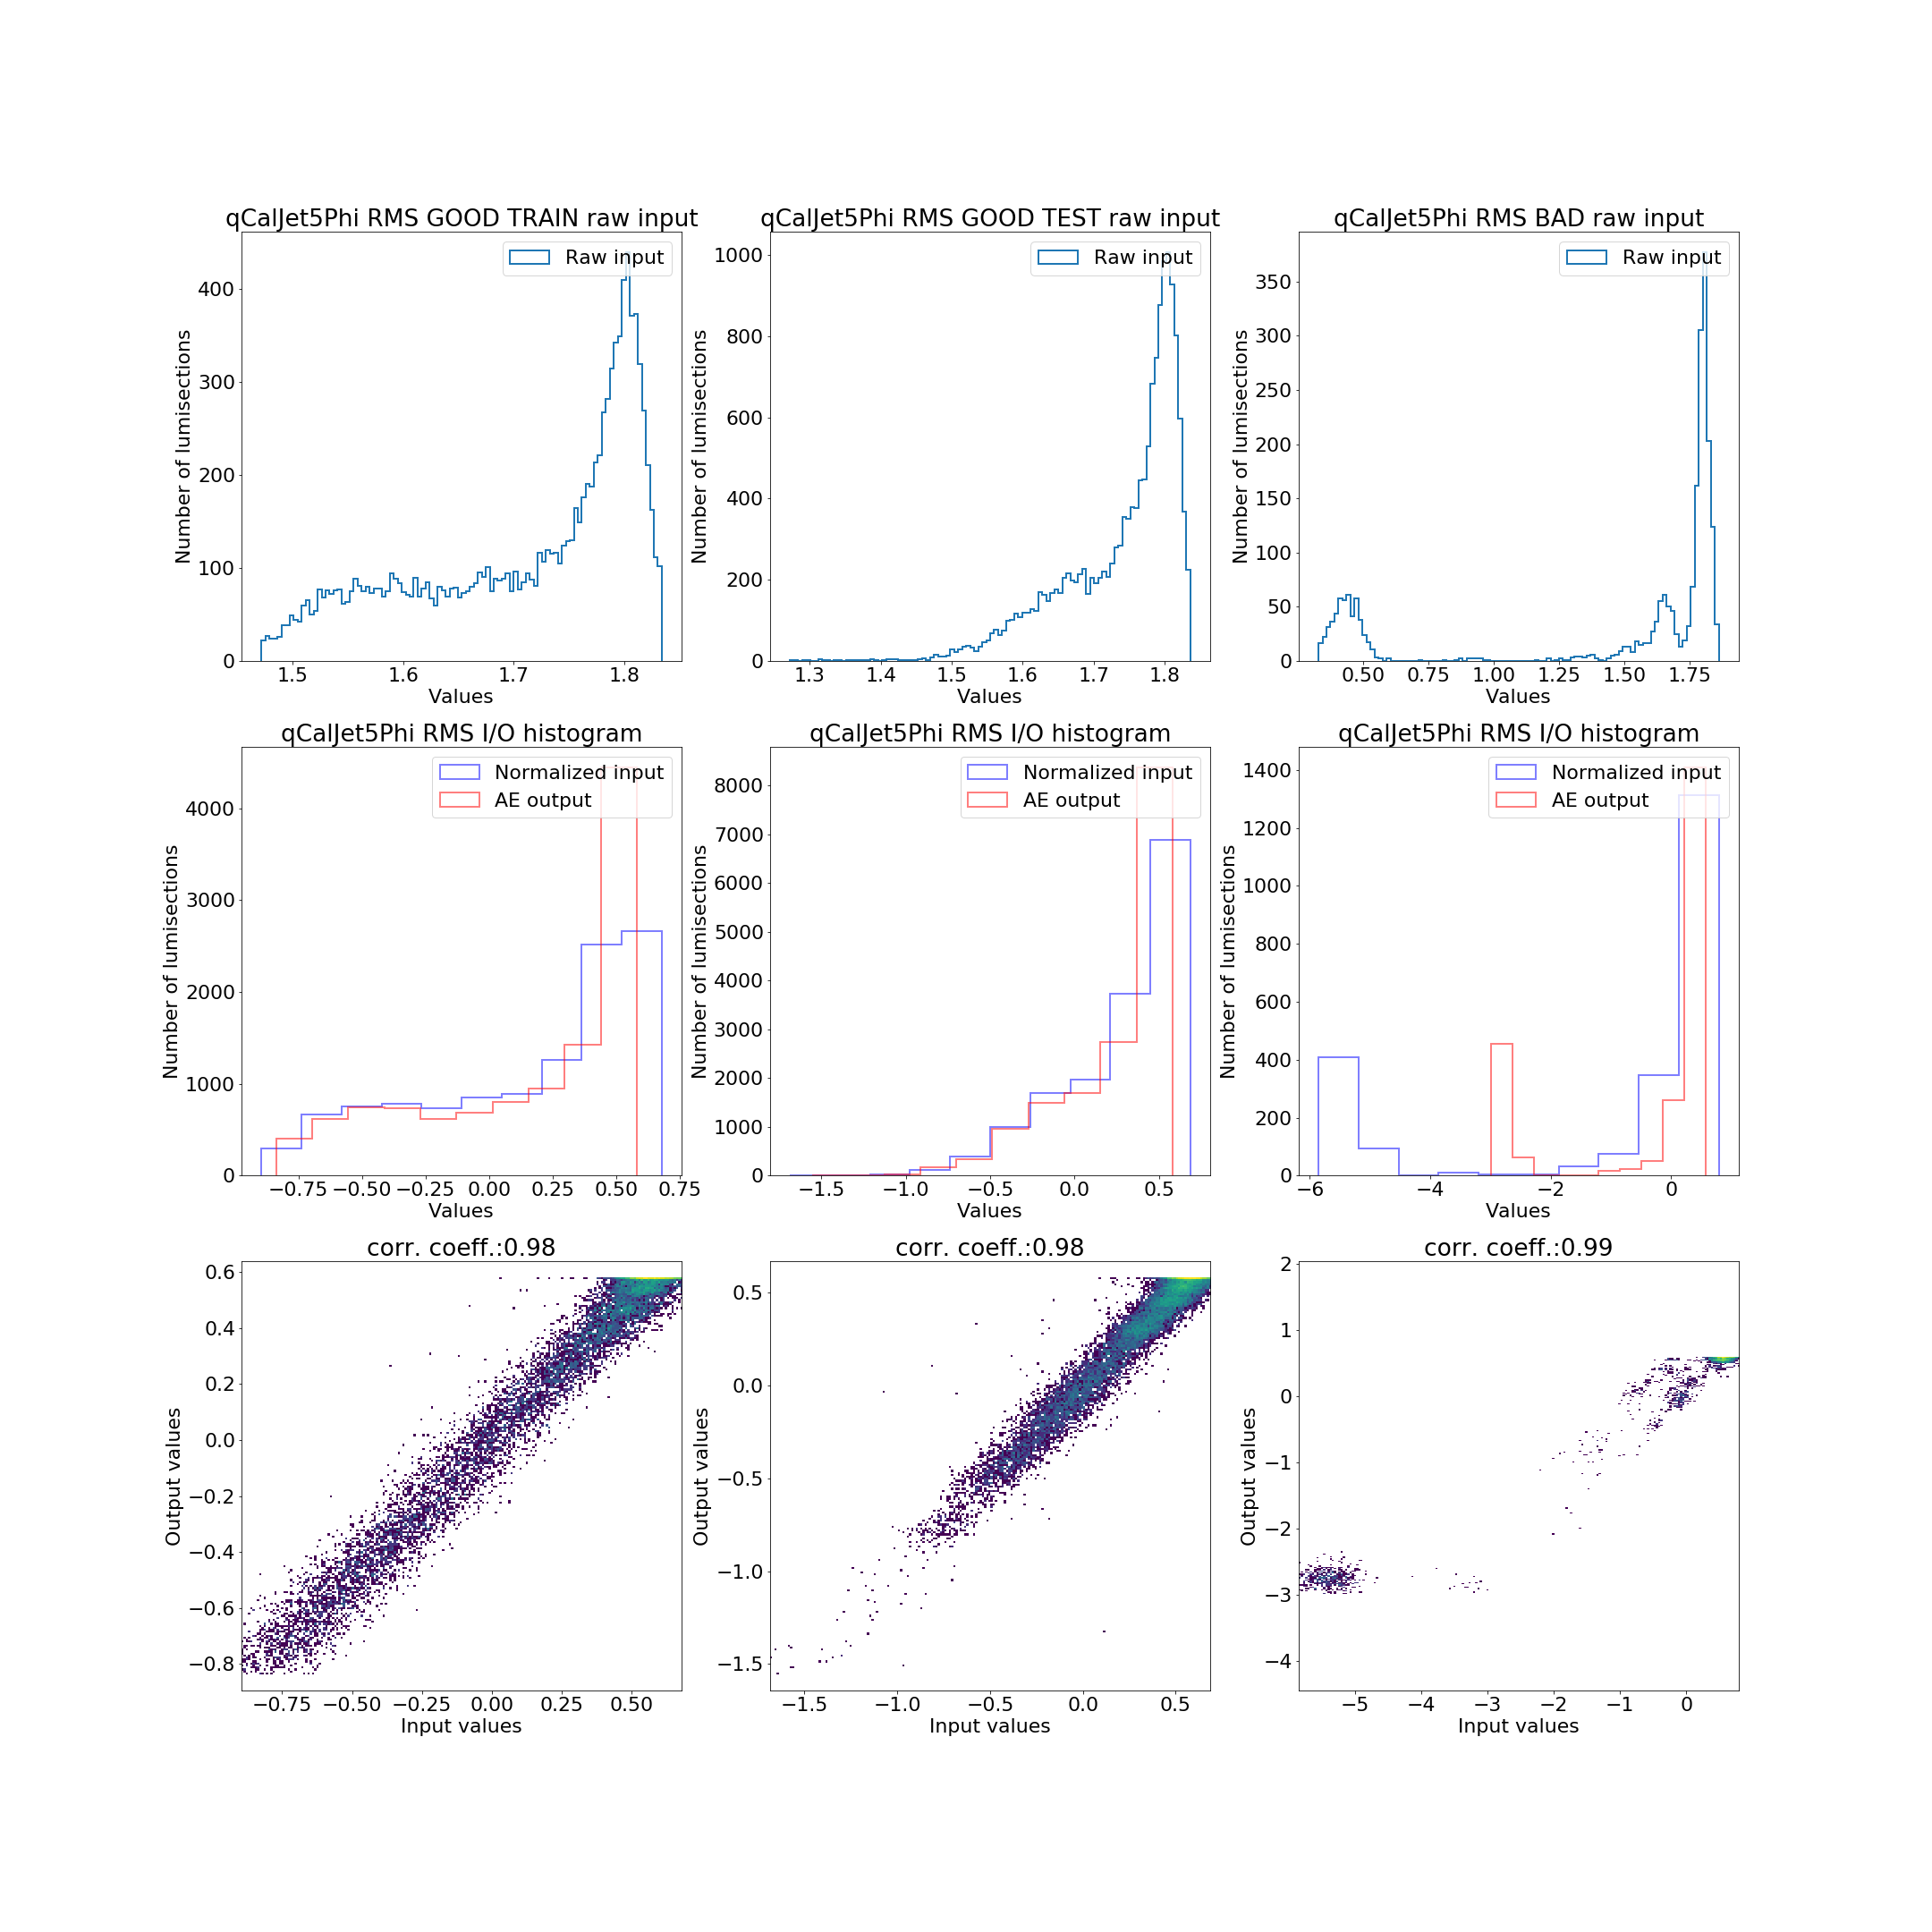 qCalJet5Phi RMS GOOD TRAIN raw input
Raw input
Number of lumisections
400
300
200
100
0
1.5 1.6 1.7 1.8
Values
qCalJet5Phi RMS GOOD TEST raw input
Raw input
Number of lumisections
1000
800
600
400
200
0
1.3 1.4 1.5 1.6 1.7 1.8
Values
qCalJet5Phi RMS BAD raw input
Raw input
Number of lumisections
350
300
250
200
150
100
50
0
0.50 0.75 1.00 1.25 1.50 1.75
Values
qCalJet5Phi RMS I/O histogram
Normalized input
AE output
Number of lumisections
4000
3000
2000
1000
0
−0.75 −0.50 −0.25 0.00 0.25 0.50 0.75
Values
qCalJet5Phi RMS I/O histogram
Normalized input
AE output
Number of lumisections
8000
7000
6000
5000
4000
3000
2000
1000
0
−1.5 −1.0 −0.5 0.0 0.5
Values
qCalJet5Phi RMS I/O histogram
Normalized input
AE output
Number of lumisections
1400
1200
1000
800
600
400
200
0
−6 −4 −2 0
Values
corr. coeff.:0.98
Output values
0.6
0.4
0.2
0.0
−0.2
−0.4
−0.6
−0.8
−0.75 −0.50 −0.25 0.00 0.25 0.50
Input values
corr. coeff.:0.98
Output values
0.5
0.0
−0.5
−1.0
−1.5
−1.5 −1.0 −0.5 0.0 0.5
Input values
corr. coeff.:0.99
Output values
2
1
0
−1
−2
−3
−4
−5 −4 −3 −2 −1 0
Input values